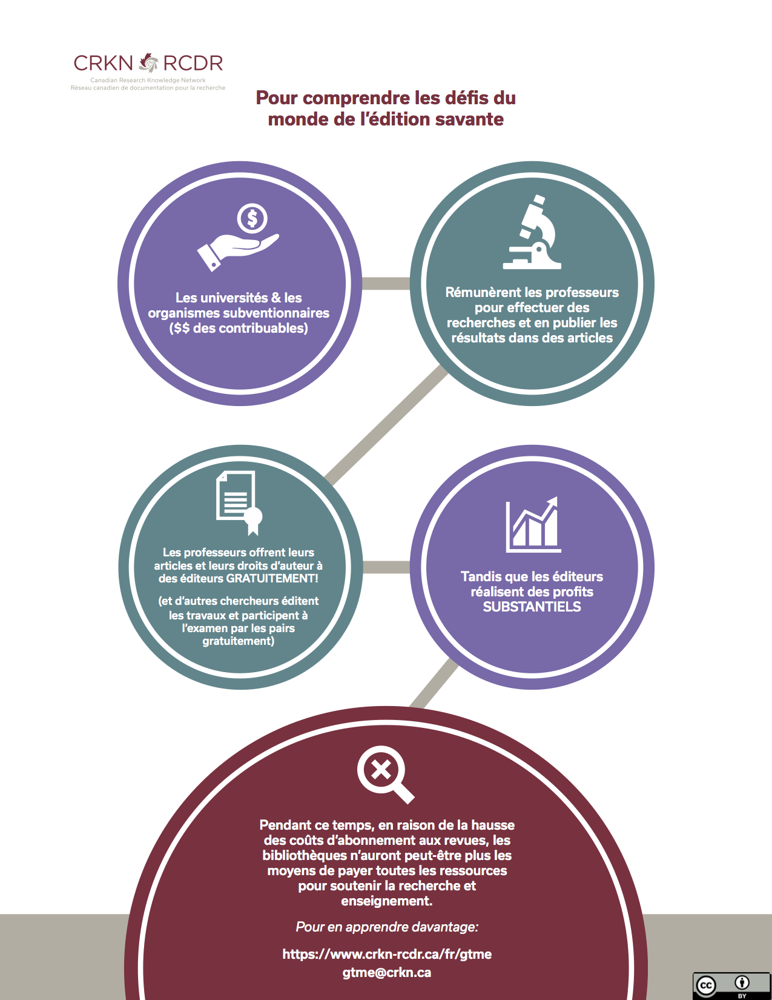 CRKN RCDR
Canadian Research Knowledge Network
Réseau canadien de documentation pour la recherche
Pour comprendre les défis du
monde de l’édition savante
$
Les universités & les
organismes subventionnaires
($$ des contribuables)
Rémunèrent les professeurs
pour effectuer des
recherches et en publier les
résultats dans des articles
Les professeurs offrent leurs
articles et leurs droits d’auteur à
des éditeurs GRATUITEMENT!
(et d’autres chercheurs éditent
les travaux et participent à
l’examen par les pairs
gratuitement)
Tandis que les éditeurs
réalisent des profits
SUBSTANTIELS
Pendant ce temps, en raison de la hausse
des coûts d’abonnement aux revues, les
bibliothèques n’auront peut-être plus les
moyens de payer toutes les ressources
pour soutenir la recherche et
enseignement.
Pour en apprendre davantage:
https://www.crkn-rcdr.ca/fr/gtme
gtme@crkn.ca
cc
BY